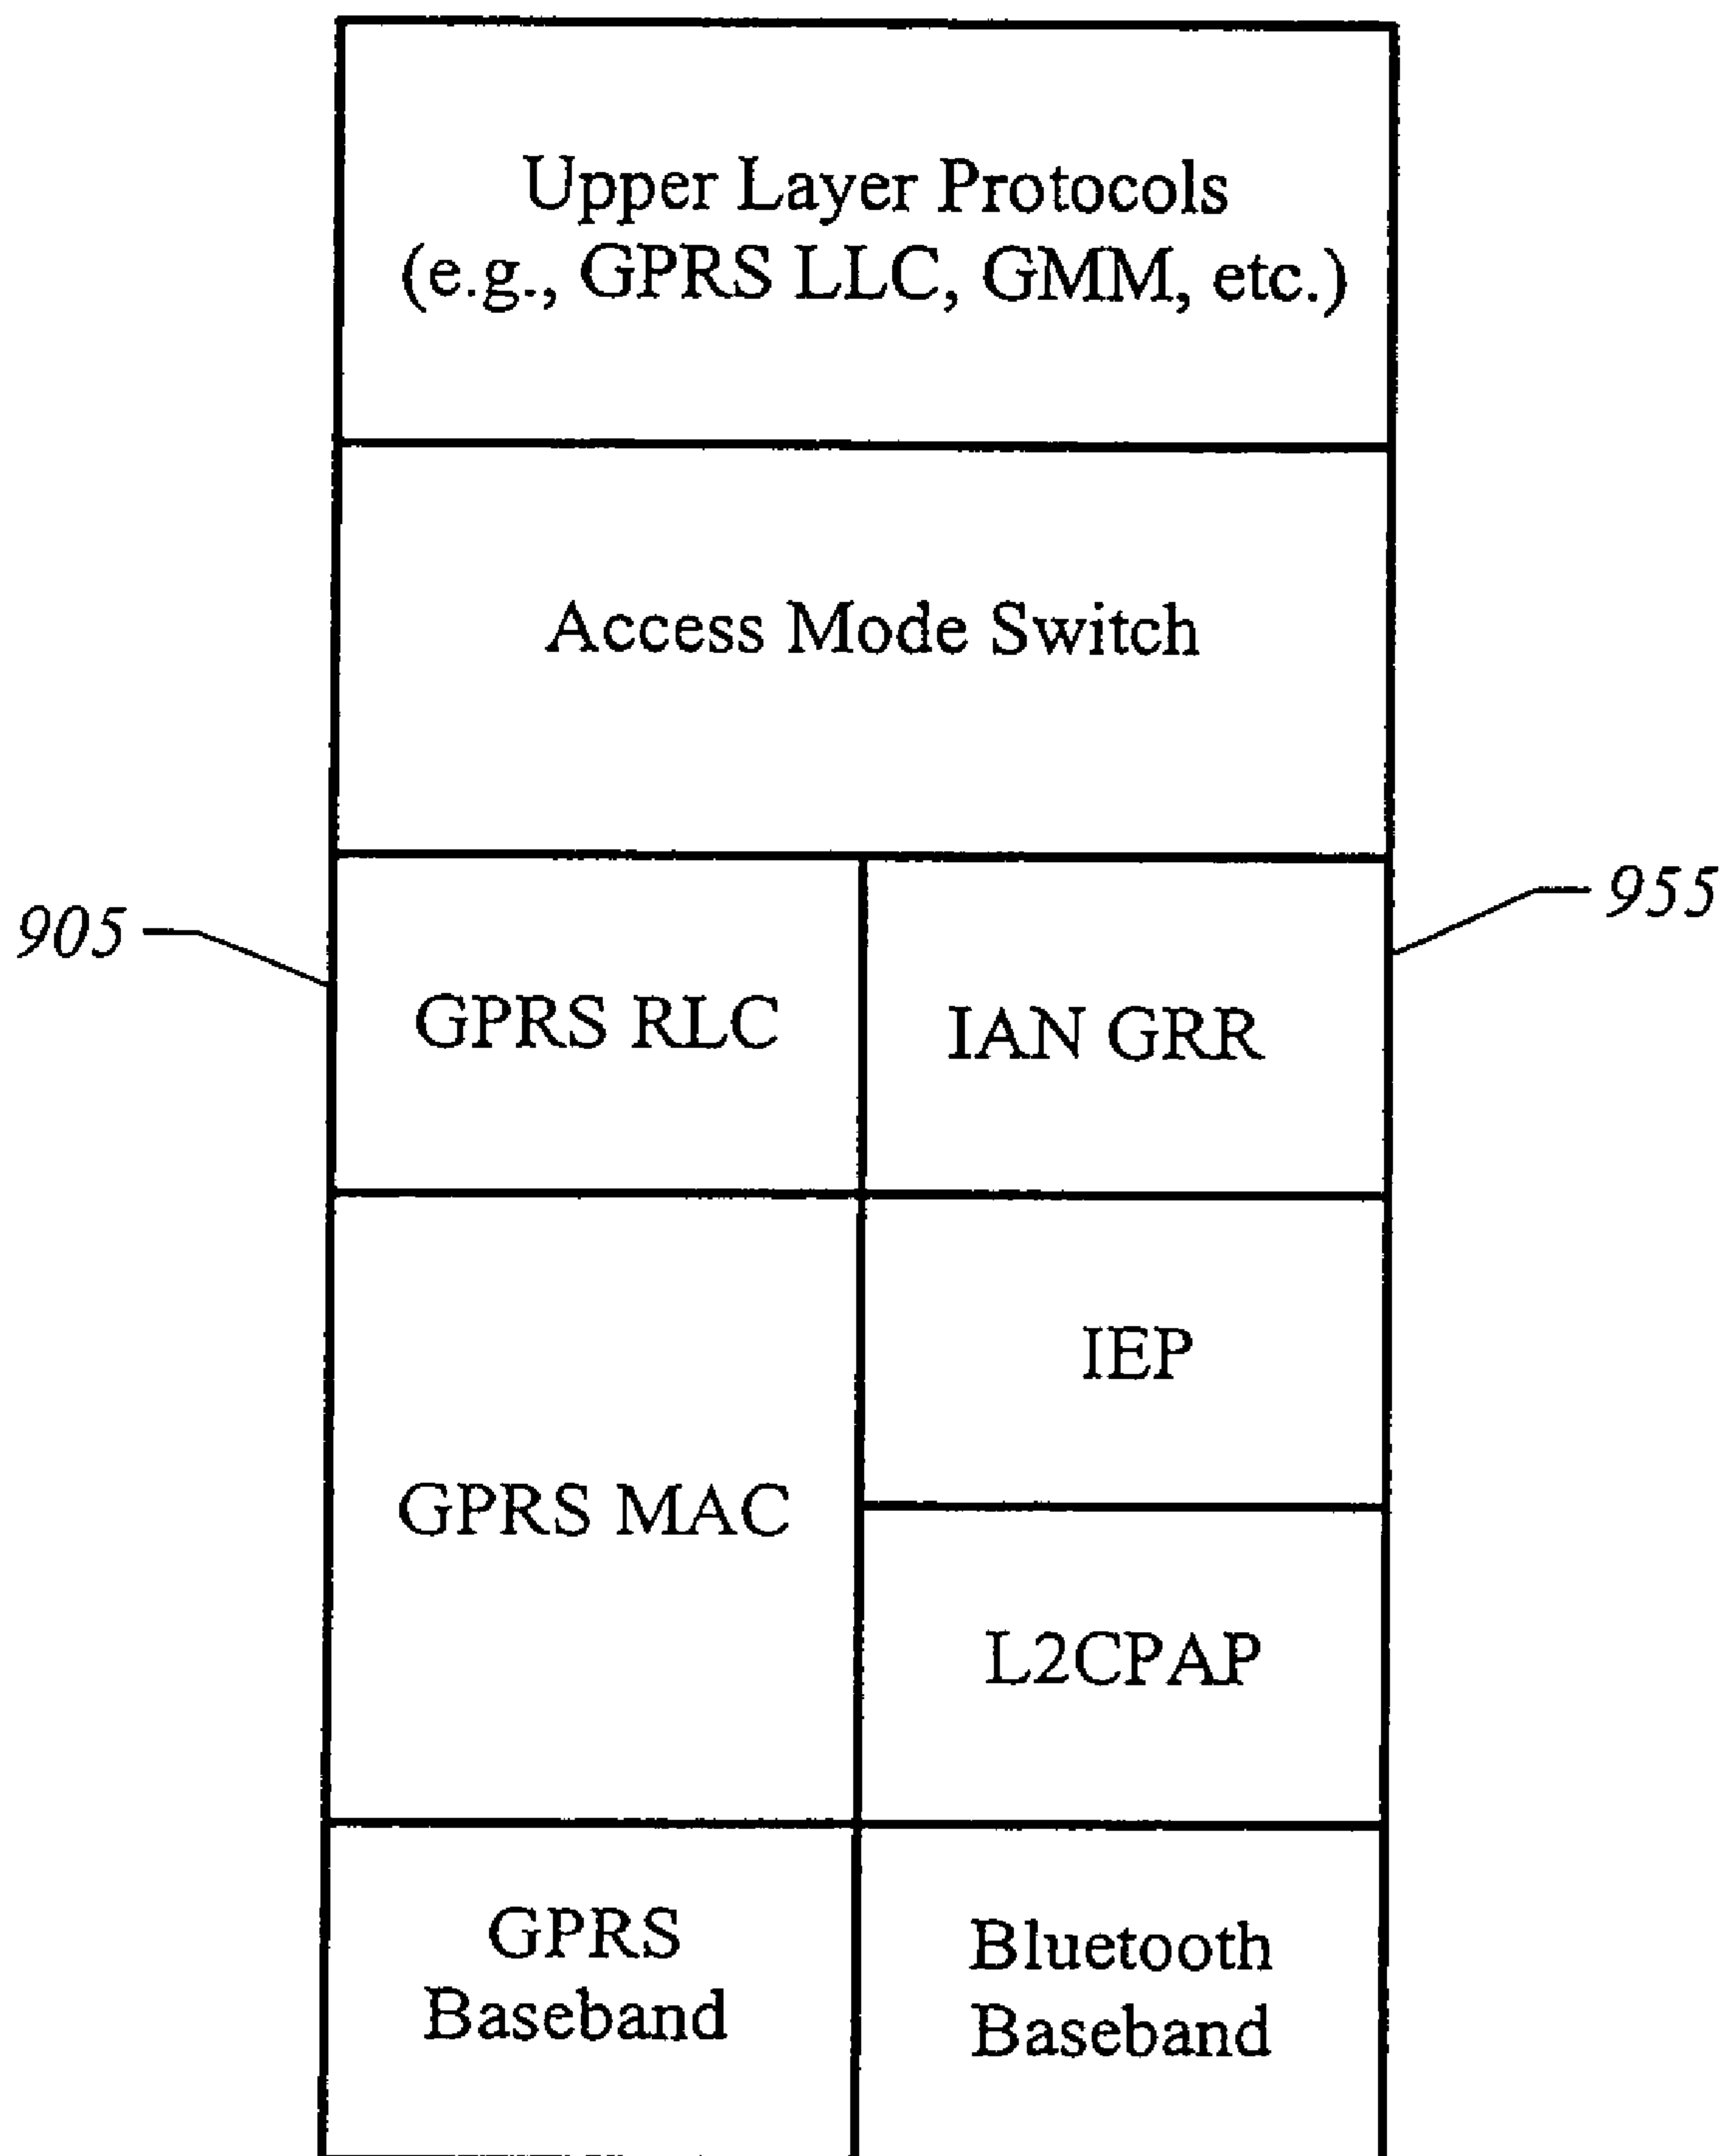 Upper Layer Protocols
(e.g., GPRS LLC, GMM, etc.)
Access Mode Switch
905
955
GPRS RLC
IAN GRR
IEP
GPRS MAC
L2CPAP
GPRS
Baseband
Bluetooth
Baseband